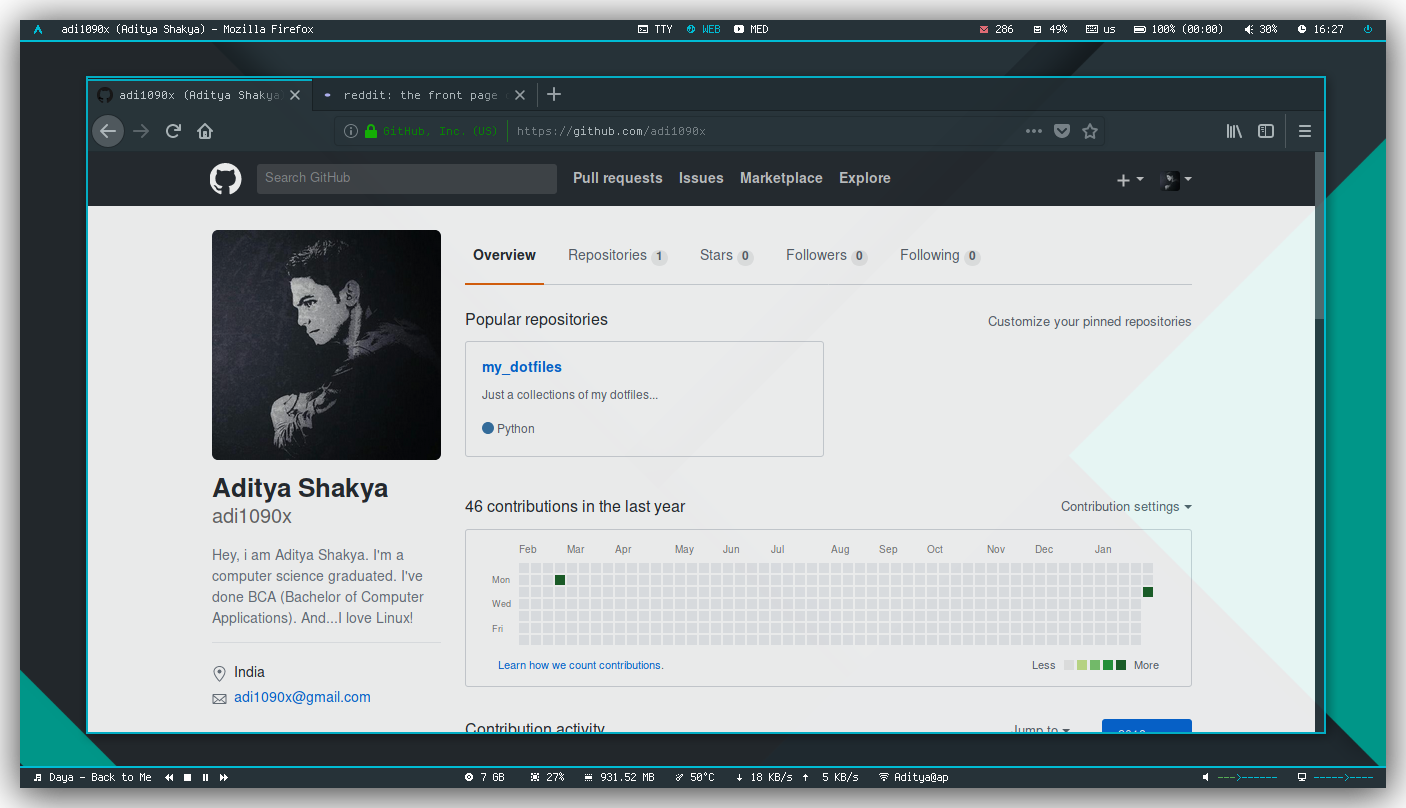 adi1090x (Aditya Shakya) - Mozilla Firefox
TTY WEB MED
286 49% us 100% (00:00) 30% 16:27
adi1090x (Aditya Shakya
reddit: the front page
GitHub, Inc. (US) https://github.com/adi1090x
Search GitHub Pull requests Issues Marketplace Explore
Overview Repositories 1 Stars 0 Followers 0 Following 0
Popular repositories
Customize your pinned repositories
my_dotfiles
Just a collections of my dotfiles...
Python
Aditya Shakya
adi1090x
Hey, i am Aditya Shakya. I'm a
computer science graduated. I've
done BCA (Bachelor of Computer
Applications). And...I love Linux!
India
adi1090x@gmail.com
46 contributions in the last year
Contribution settings
Feb Mar Apr May Jun Jul Aug Sep Oct Nov Dec Jan
Mon
Wed
Fri
Learn how we count contributions.
Less More
Contribution activity
Jump to
Daya - Back to Me
7 GB 27% 931.52 MB 50°C 18 KB/s 5 KB/s Aditya@ap
--->------ ----->----